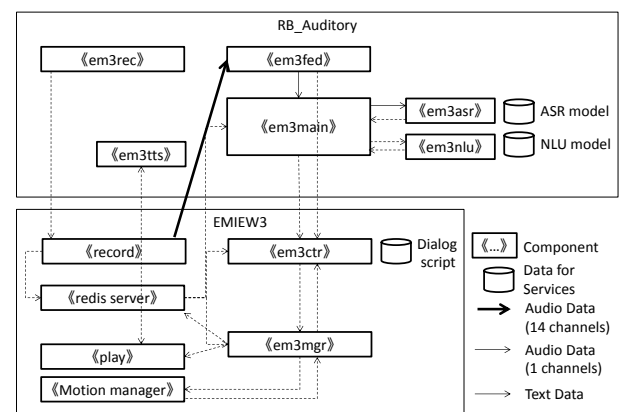 RB_Auditory
《em3rec》
《em3fed》
《em3main》
《em3asr》
ASR model
《em3tts》
《em3nlu》
NLU model
EMIEW3
《record》
《em3ctr》
Dialog
script
《redis server》
《play》
《em3mgr》
《Motion manager》
《...》
Component
Data for
Services
Audio Data
(14 channels)
Audio Data
(1 channels)
Text Data